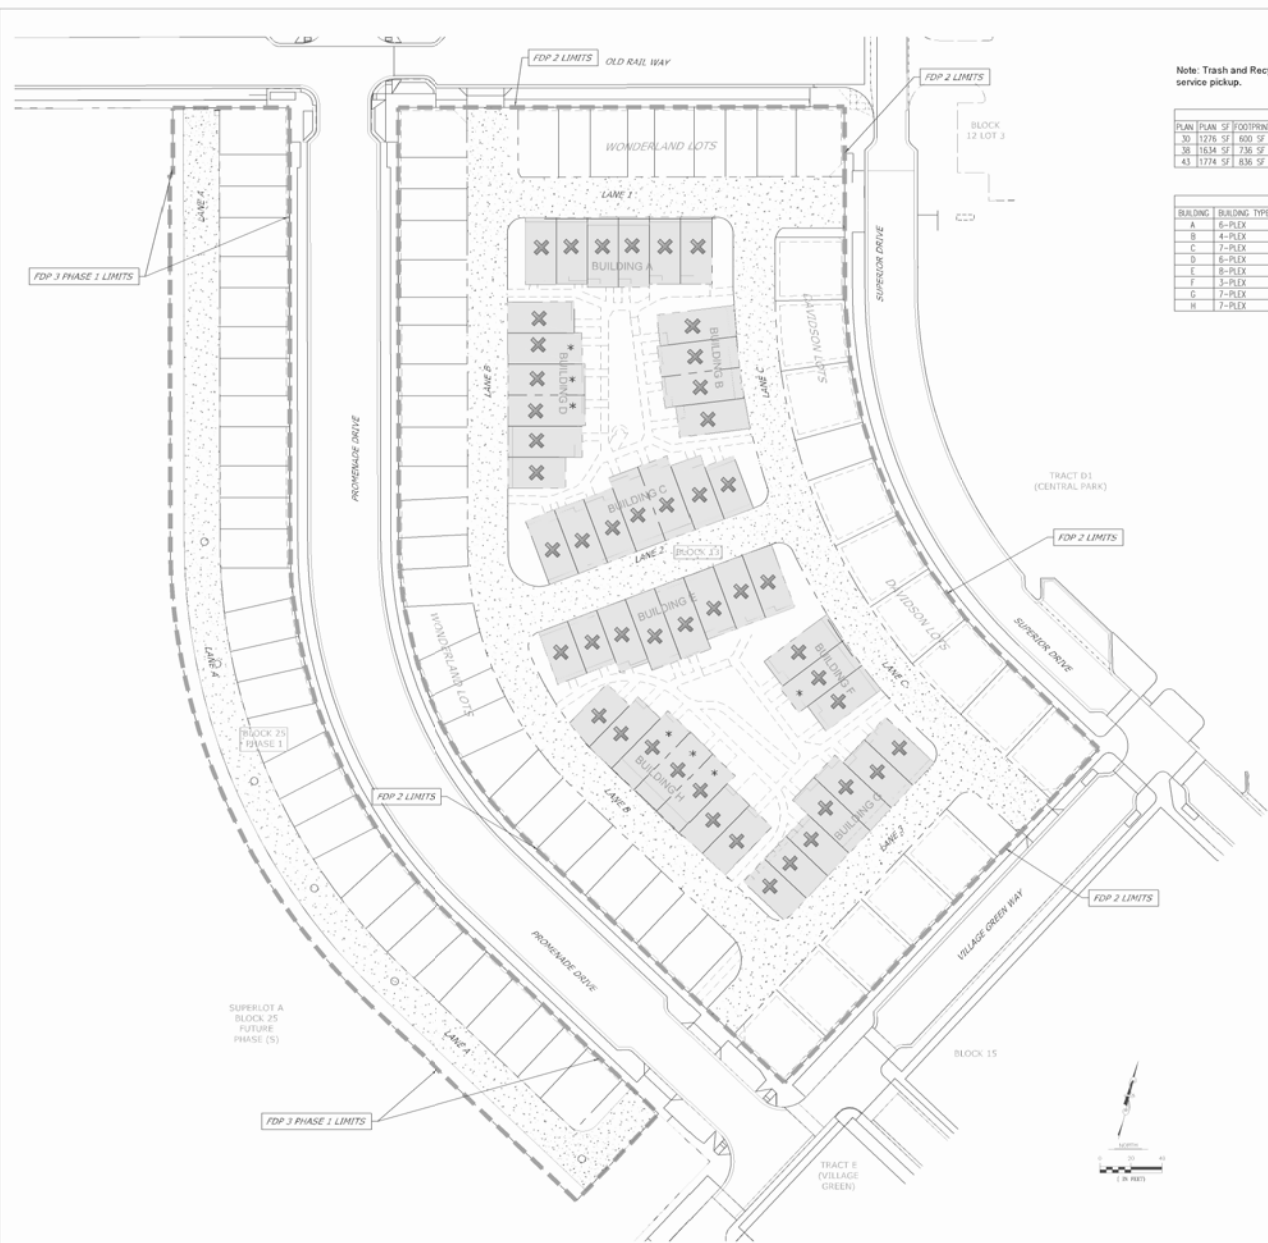 FDP 2 LIMITS
OLD RAIL WAY
FDP 2 LIMITS
Note: Trash and Rec
service pickup.
BLOCK
12 LOT 3
PLAN PLAN SF FOOTPRINT
30 1276 SF 600 SF
38 1634 SF 736 SF
43 1774 SF 836 SF
BUILDING BUILDING TYPE
A 6-PLEX
B 4-PLEX
C 7-PLEX
D 6-PLEX
E 8-PLEX
F 3-PLEX
G 7-PLEX
H 7-PLEX
WONDERLAND LOTS
LANE 1
LANE A
FDP 3 PHASE 1 LIMITS
BUILDING A
SUPERIOR DRIVE
DAVIDSON LOTS
BUILDING D
BUILDING B
LANE B
LANE C
PROMENADE DRIVE
TRACT D1
(CENTRAL PARK)
BUILDING C
FDP 2 LIMITS
LANE 2
BLOCK 13
BUILDING E
DAVIDSON LOTS
WONDERLAND LOTS
SUPERIOR DRIVE
LANE A
BUILDING F
LANE C
BLOCK 25
PHASE 1
BUILDING H
FDP 2 LIMITS
LANE B
BUILDING G
LANE 3
FDP 2 LIMITS
VILLAGE GREEN WAY
PROMENADE DRIVE
SUPERLOT A
BLOCK 25
FUTURE
PHASE (S)
LANE A
BLOCK 15
FDP 3 PHASE 1 LIMITS
NORTH
0 20 40
( IN FEET)
TRACT E
(VILLAGE
GREEN)